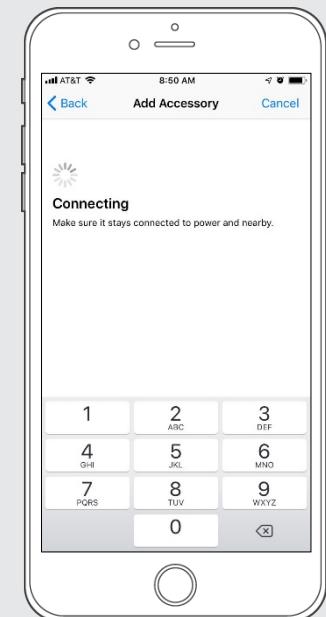 AT&T 8:50 AM
Back Add Accessory Cancel
Connecting
Make sure it stays connected to power and nearby.
1 2 3
ABC DEF
4 5 6
GHI JKL MNO
7 8 9
PQRS TUV WXYZ
0